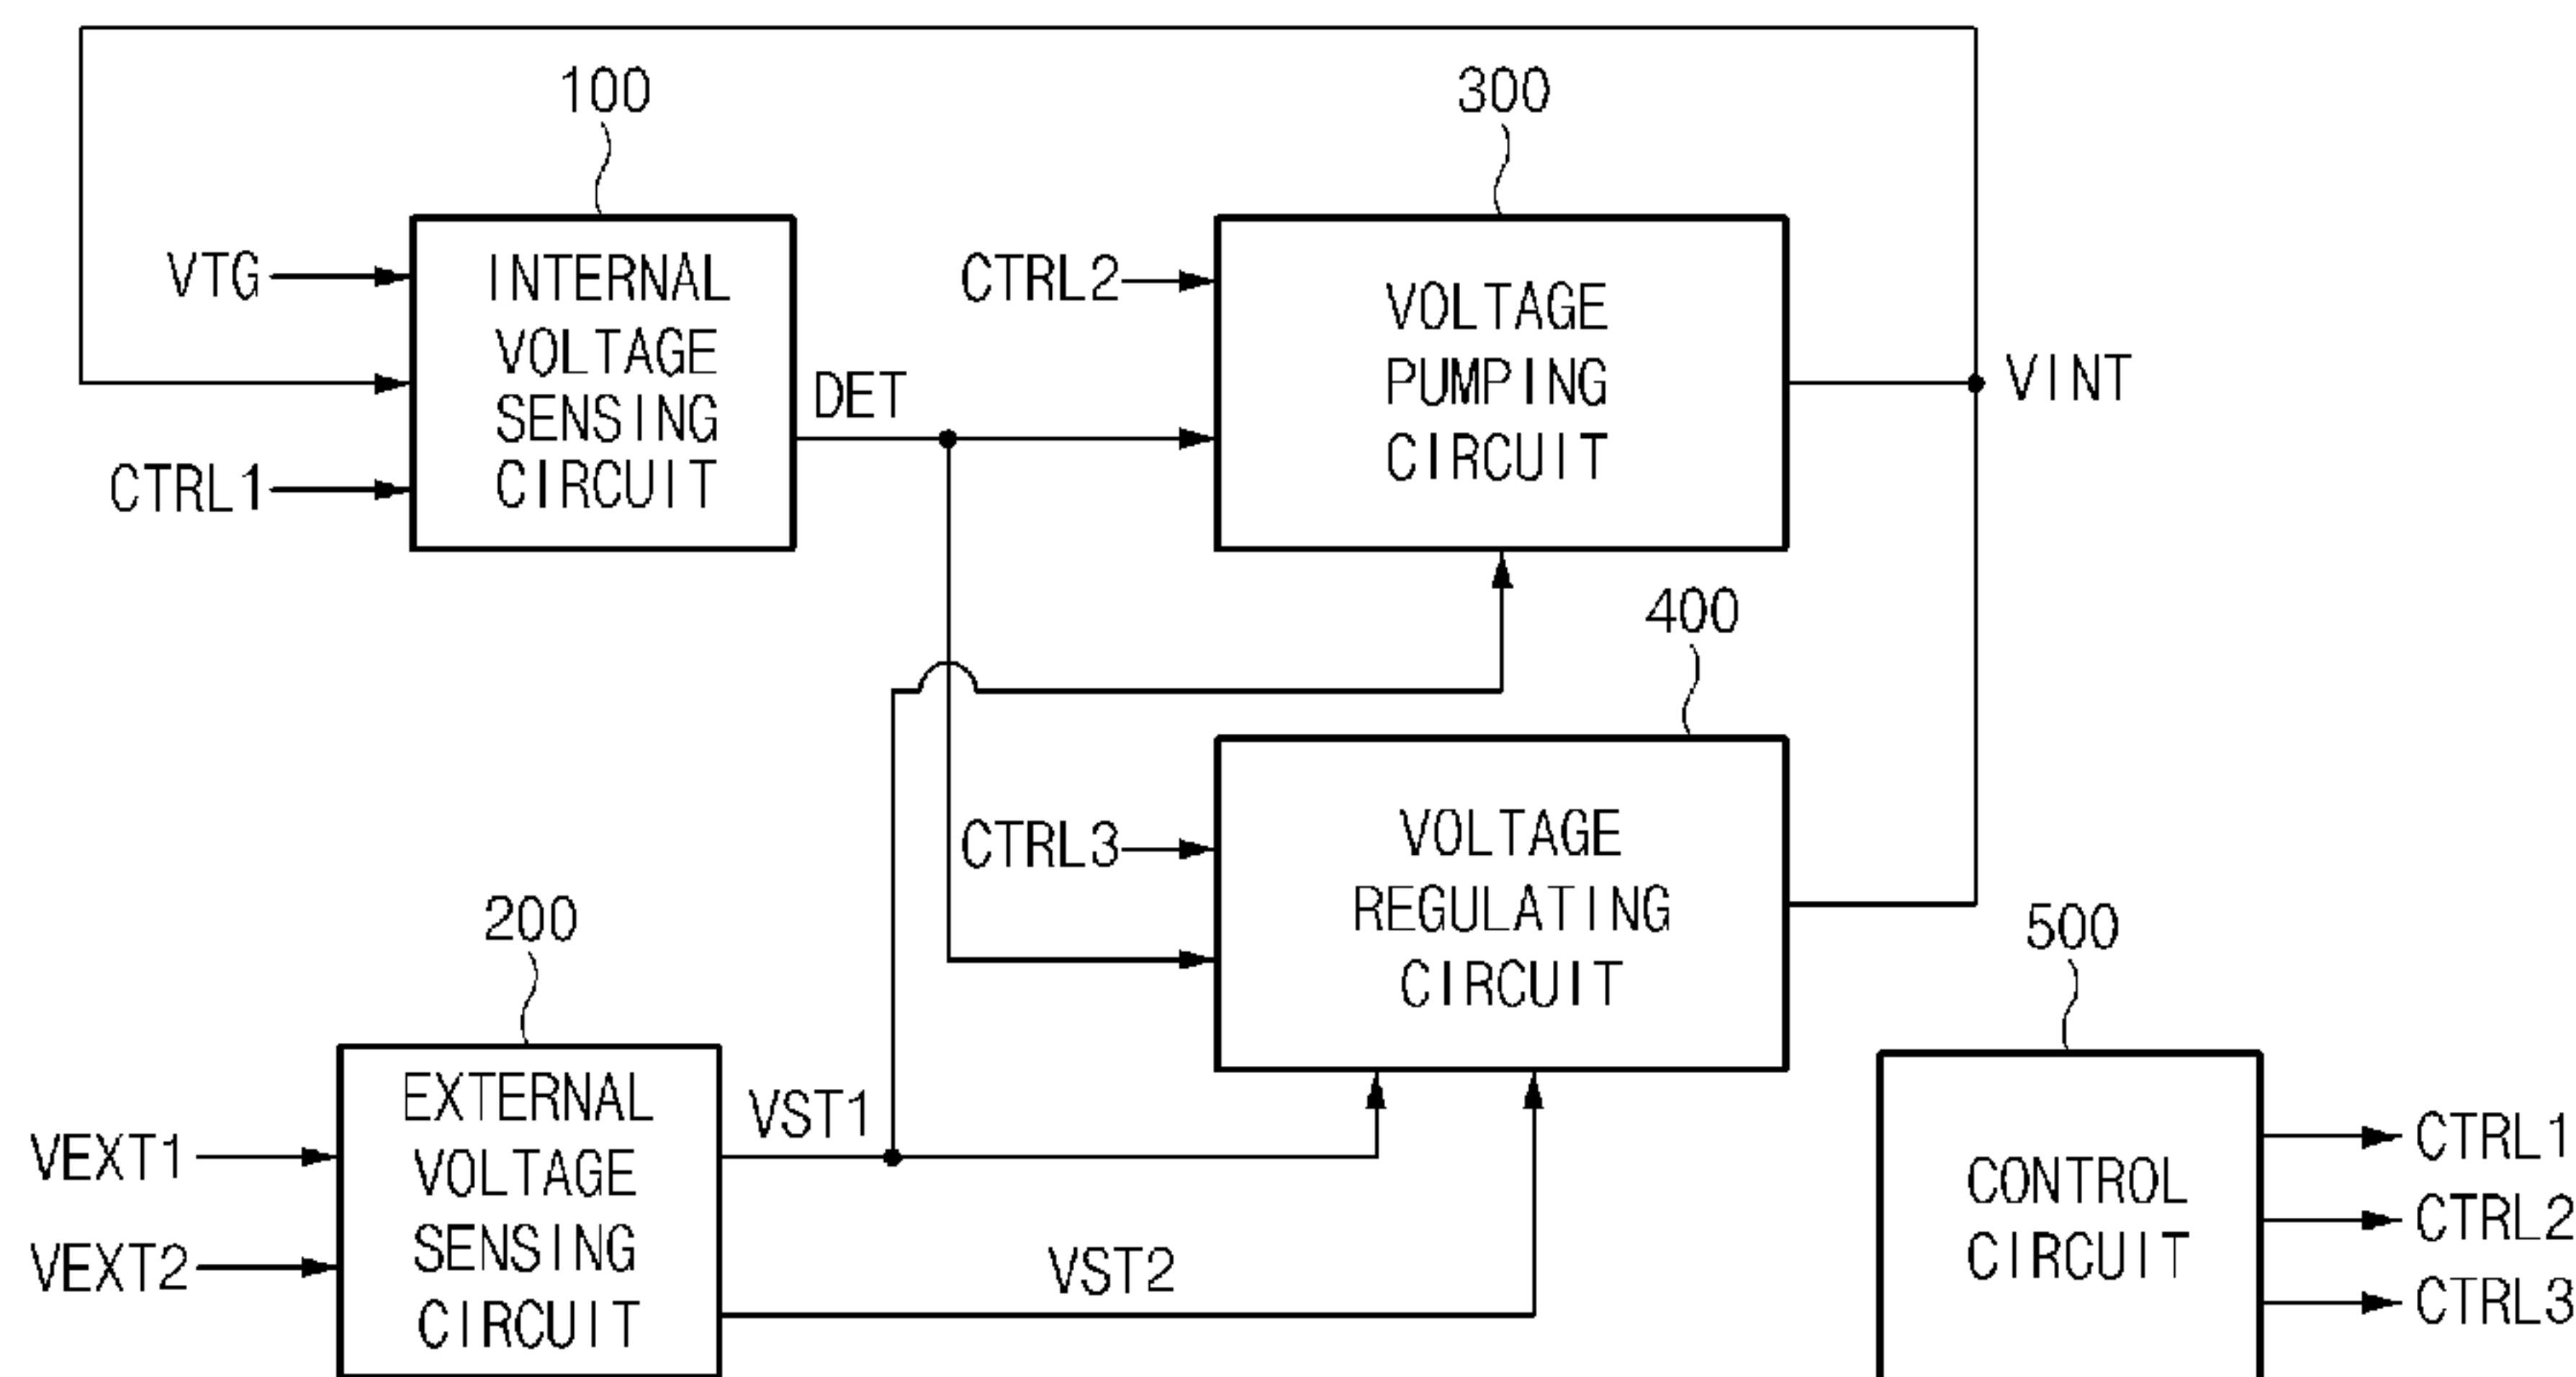 100
300
VTG
INTERNAL
VOLTAGE
SENSING
CIRCUIT
CTRL1
DET
CTRL2
VOLTAGE
PUMPING
CIRCUIT
VINT
400
CTRL3
VOLTAGE
REGULATING
CIRCUIT
200
VEXT1
VEXT2
EXTERNAL
VOLTAGE
SENSING
CIRCUIT
VST1
VST2
500
CONTROL
CIRCUIT
CTRL1
CTRL2
CTRL3